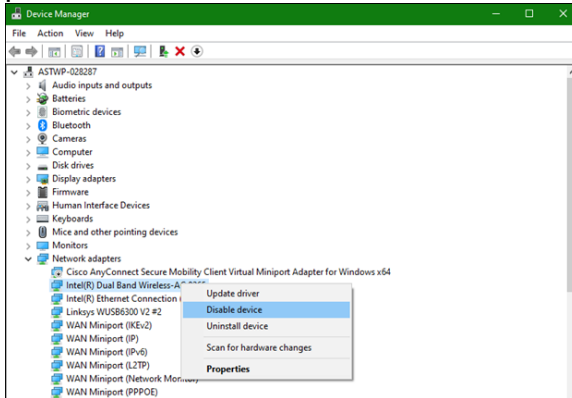 Device Manager
File Action View Help
ASTWP-028287
Audio inputs and outputs
Batteries
Biometric devices
Bluetooth
Cameras
Computer
Disk drives
Display adapters
Firmware
Human Interface Devices
Keyboards
Mice and other pointing devices
Monitors
Network adapters
Cisco AnyConnect Secure Mobility Client Virtual Miniport Adapter for Windows x64
Intel(R) Dual Band Wireless-A
Intel(R) Ethernet Connection
Linksys WUSB6300 V2 #2
WAN Miniport (IKEv2)
WAN Miniport (IP)
WAN Miniport (IPv6)
WAN Miniport (L2TP)
WAN Miniport (Network Monitor)
WAN Miniport (PPPOE)
Update driver
Disable device
Uninstall device
Scan for hardware changes
Properties